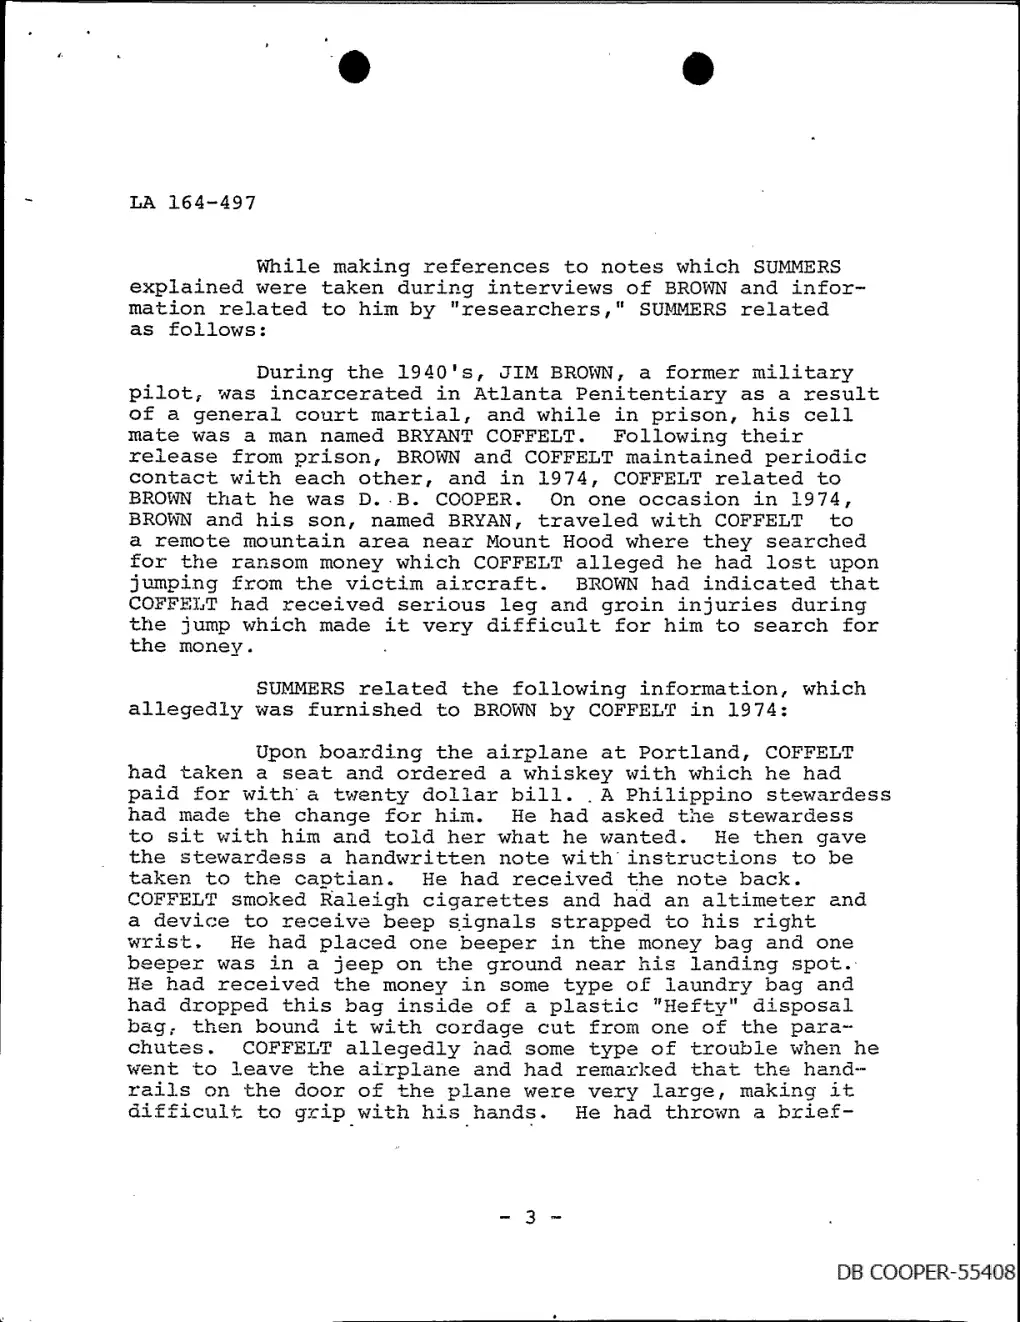 LA 164-497
While making references to notes which SUMMERS
explained were taken during interviews of BROWN and infor-
mation related to him by "researchers," SUMMERS related
as follows:
During the 1940's, JIM BROWN, a former military
pilot, was incarcerated in Atlanta Penitentiary as a result
of a general court martial, and while in prison, his cell
mate was a man named BRYANT COFFELT. Following their
release from prison, BROWN and COFFELT maintained periodic
contact with each other, and in 1974, COFFELT related to
BROWN that he was D. B. COOPER. On one occasion in 1974,
BROWN and his son, named BRYAN, traveled with COFFELT to
a remote mountain area near Mount Hood where they searched
for the ransom money which COFFELT alleged he had lost upon
jumping from the victim aircraft. BROWN had indicated that
COFFELT had received serious leg and groin injuries during
the jump which made it very difficult for him to search for
the money.
SUMMERS related the following information, which
allegedly was furnished to BROWN by COFFELT in 1974:
Upon boarding the airplane at Portland, COFFELT
had taken a seat and ordered a whiskey with which he had
paid for with a twenty dollar bill. A Philippino stewardess
had made the change for him. He had asked the stewardess
to sit with him and told her what he wanted. He then gave
the stewardess a handwritten note with instructions to be
taken to the captian. He had received the note back.
COFFELT smoked Raleigh cigarettes and had an altimeter and
a device to receive beep signals strapped to his right
wrist. He had placed one beeper in the money bag and one
beeper was in a jeep on the ground near his landing spot.
He had received the money in some type of laundry bag and
had dropped this bag inside of a plastic "Hefty" disposal
bag, then bound it with cordage cut from one of the para-
chutes. COFFELT allegedly had some type of trouble when he
went to leave the airplane and had remarked that the hand-
rails on the door of the plane were very large, making it
difficult to grip with his hands. He had thrown a brief-
- 3 -
DB COOPER-55408